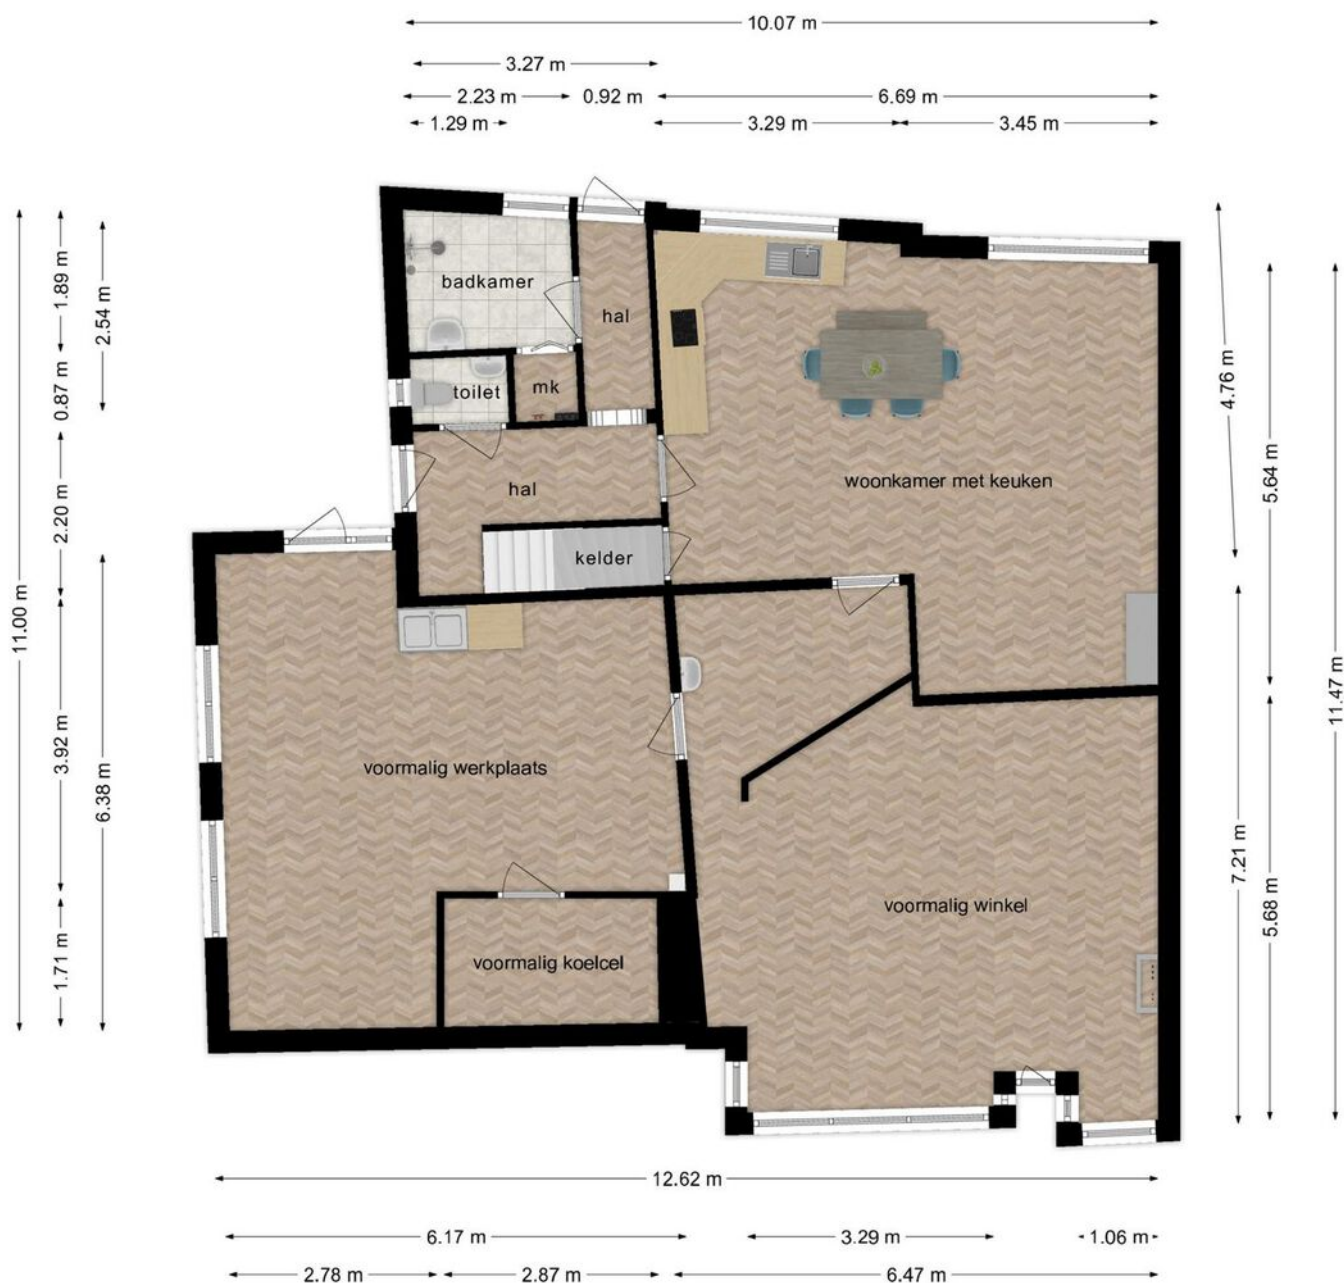 10.07 m
3.27 m
2.23 m 0.92 m 6.69 m
1.29 m 3.29 m 3.45 m
11.00 m
1.89 m
2.54 m
0.87 m
2.20 m
3.92 m
6.38 m
1.71 m
badkamer
hal
toilet
mk
hal
woonkamer met keuken
kelder
voormalig werkplaats
voormalig winkel
voormalig koelcel
4.76 m
5.64 m
11.47 m
7.21 m
5.68 m
12.62 m
6.17 m 3.29 m 1.06 m
2.78 m 2.87 m 6.47 m